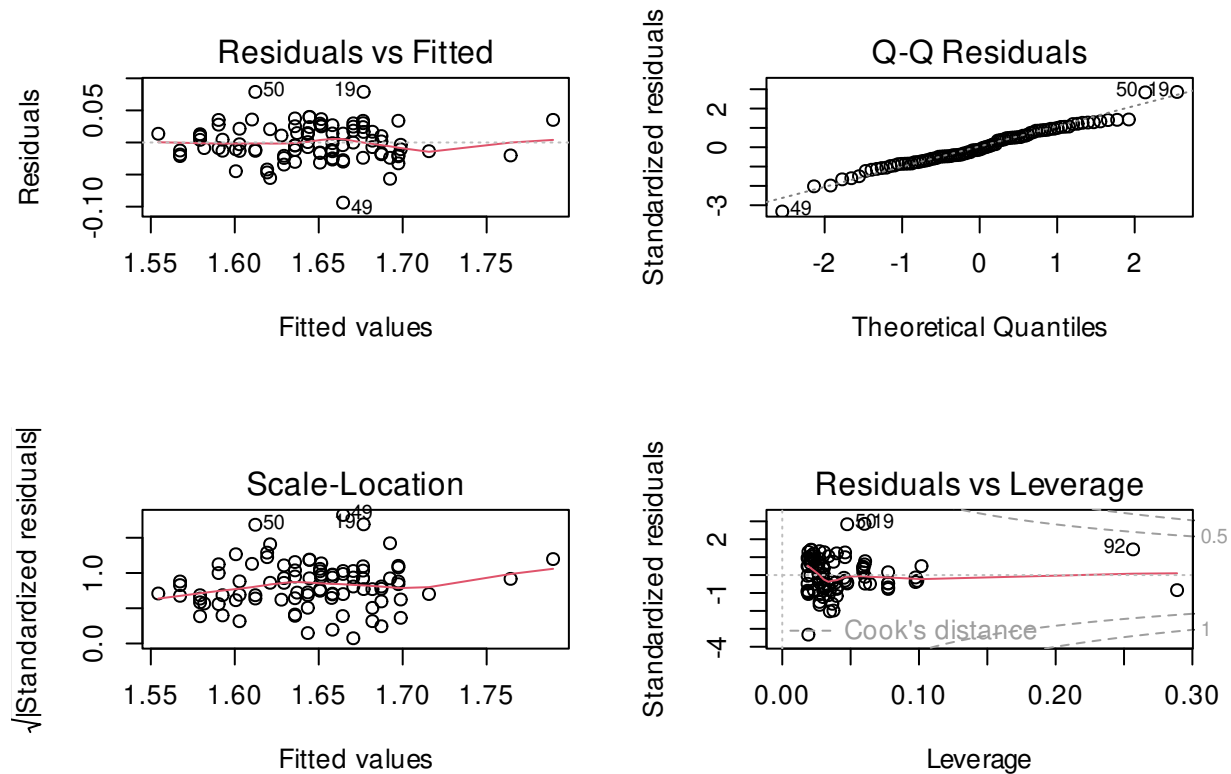 Residuals vs Fitted
Residuals
0.05
-0.10
50
19
49
1.55 1.60 1.65 1.70 1.75
Fitted values
Q-Q Residuals
Standardized residuals
2
0
-3
50
19
49
-2 -1 0 1 2
Theoretical Quantiles
Scale-Location
√|Standardized residuals|
1.0
0.0
50
19
49
1.55 1.60 1.65 1.70 1.75
Fitted values
Residuals vs Leverage
Standardized residuals
2
-1
-4
50
19
92
0.5
1
Cook's distance
0.00 0.10 0.20 0.30
Leverage